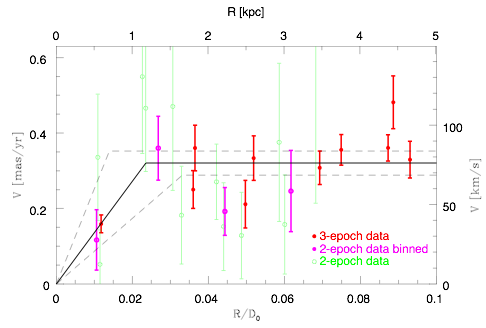 R [kpc]
0 1 2 3 4 5
0.6
0.4
0.2
0
V [mas/yr]
100
50
0
V [km/s]
3-epoch data
2-epoch data binned
2-epoch data
0 0.02 0.04 0.06 0.08 0.1
R/D₀